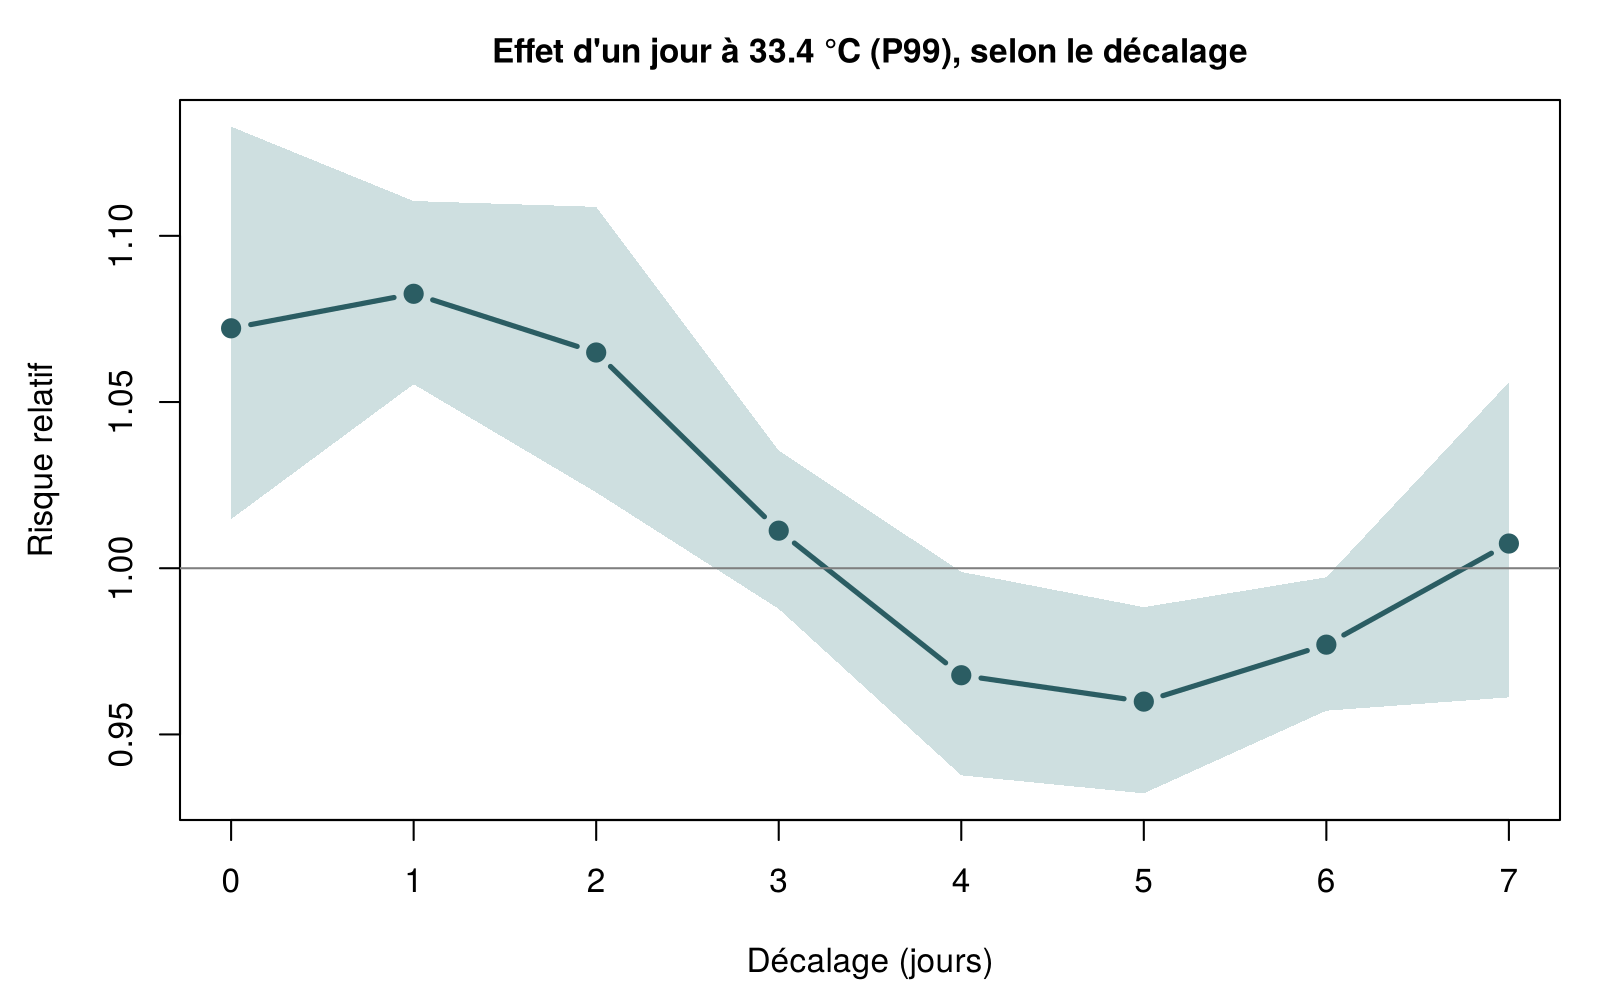 Effet d'un jour à 33.4 °C (P99), selon le décalage
Risque relatif
1.10
1.05
1.00
0.95
0 1 2 3 4 5 6 7
Décalage (jours)